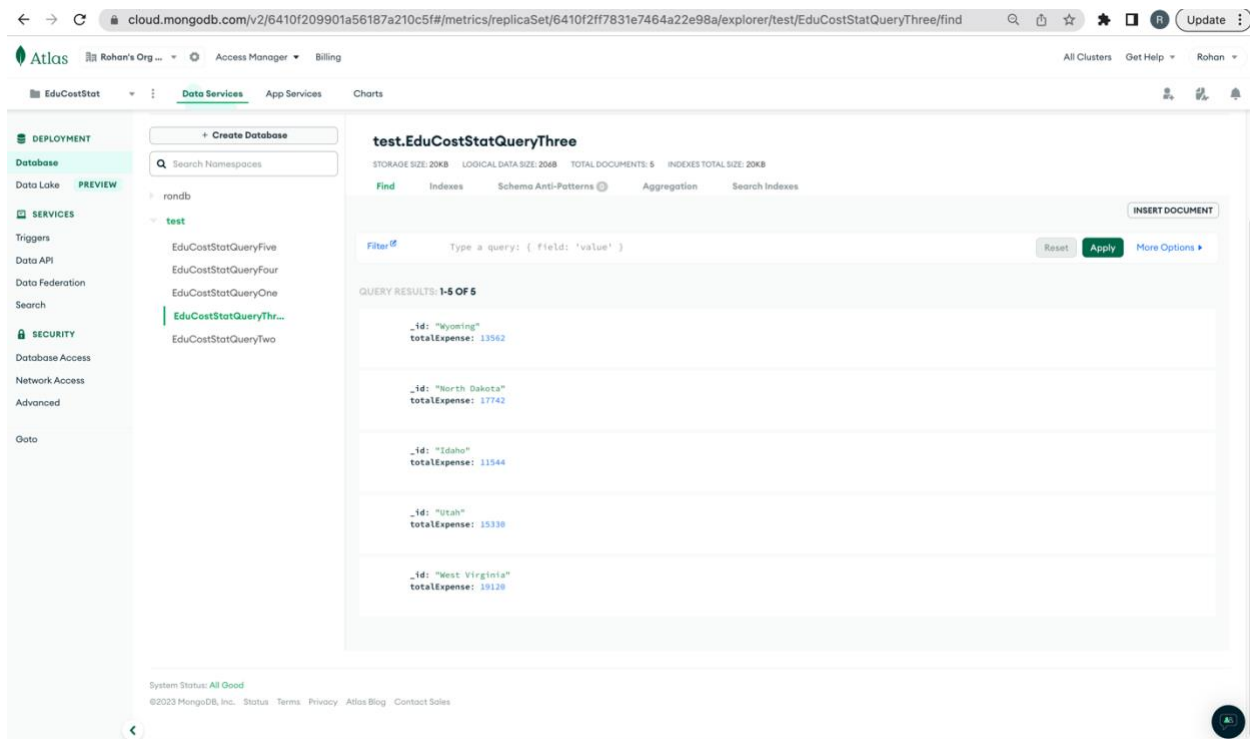 cloud.mongodb.com/v2/6410f209901a56187a210c5f#/metrics/replicaSet/6410f2ff7831e7464a22e98a/explorer/test/EduCostStatQueryThree/find R Update
Atlas Rohan's Org ... Access Manager Billing All Clusters Get Help Rohan
EduCostStat Data Services App Services Charts
DEPLOYMENT
Database
Data Lake PREVIEW
SERVICES
Triggers
Data API
Data Federation
Search
SECURITY
Database Access
Network Access
Advanced
Goto
+ Create Database
Search Namespaces
rondb
test
EduCostStatQueryFive
EduCostStatQueryFour
EduCostStatQueryOne
EduCostStatQueryThr...
EduCostStatQueryTwo
test.EduCostStatQueryThree
STORAGE SIZE: 20KB LOGICAL DATA SIZE: 206B TOTAL DOCUMENTS: 5 INDEXES TOTAL SIZE: 20KB
Find Indexes Schema Anti-Patterns 0 Aggregation Search Indexes
INSERT DOCUMENT
Filter Type a query: { field: 'value' } Reset Apply More Options
QUERY RESULTS: 1-5 OF 5
_id: "Wyoming"
totalExpense: 13562
_id: "North Dakota"
totalExpense: 17742
_id: "Idaho"
totalExpense: 11544
_id: "Utah"
totalExpense: 15330
_id: "West Virginia"
totalExpense: 19120
System Status: All Good
©2023 MongoDB, Inc. Status Terms Privacy Atlas Blog Contact Sales